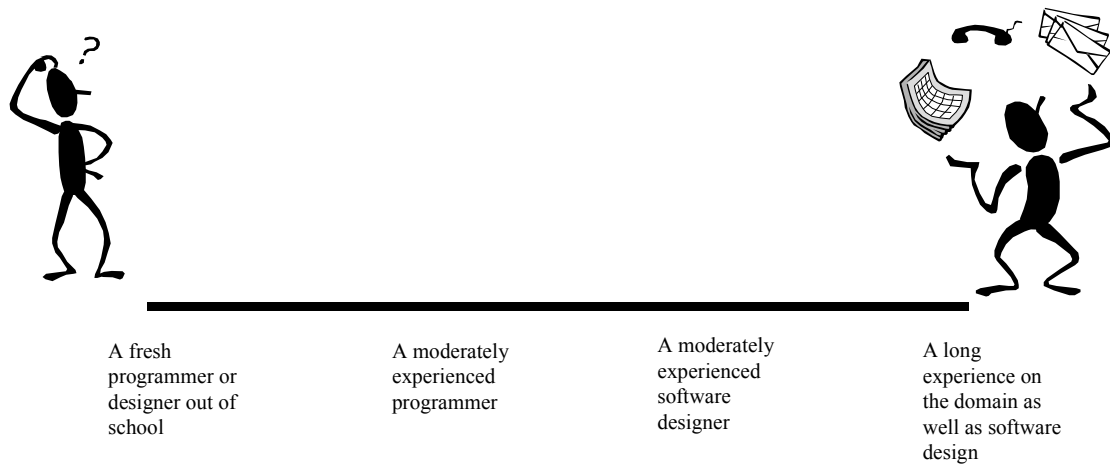 ?
A fresh
programmer or
designer out of
school
A moderately
experienced
programmer
A moderately
experienced
software
designer
A long
experience on
the domain as
well as software
design